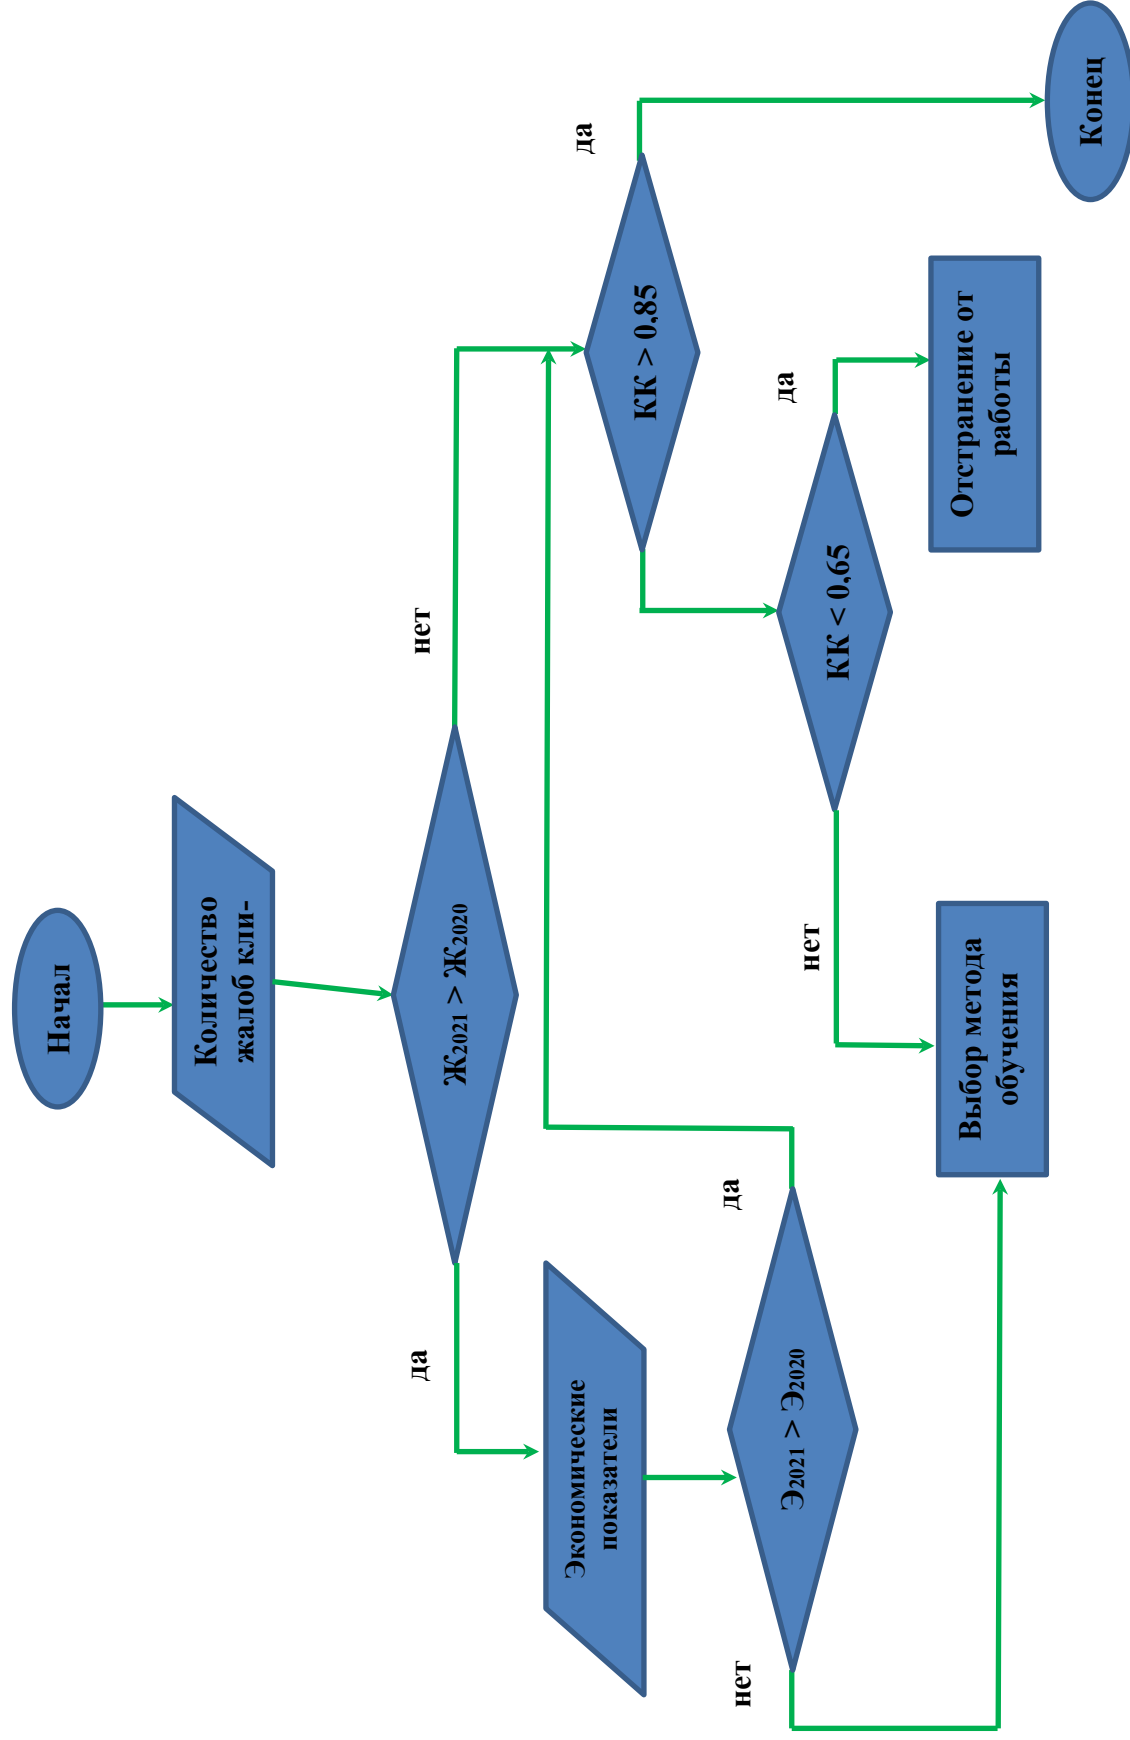 Начал
Количество
жалоб кли-
Ж2021 > Ж2020
да
нет
Экономические
показатели
Э2021 > Э2020
нет
да
КК > 0,85
да
КК < 0,65
нет
да
Выбор метода
обучения
Отстранение от
работы
Конец